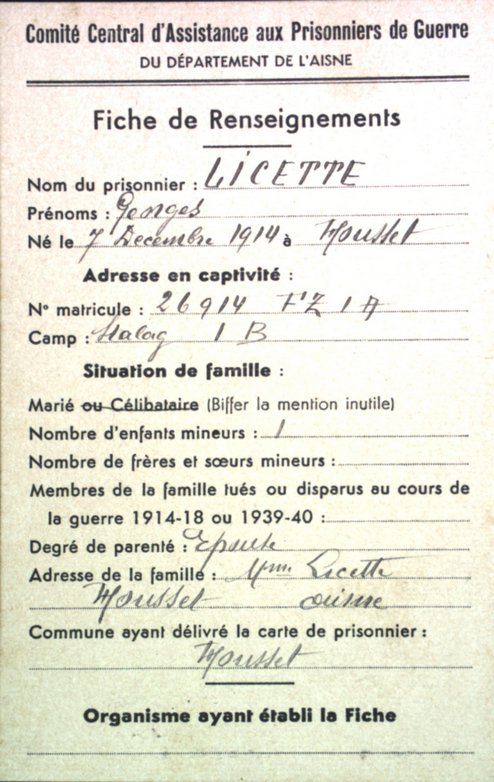 Comité Central d'Assistance aux Prisonniers de Guerre
DU DÉPARTEMENT DE L'AISNE
Fiche de Renseignements
Nom du prisonnier : LICETTE
Prénoms : Georges
Né le 7 Decembre 1914 à Housset
Adresse en captivité :
N° matricule : 26914 FZ 1 A
Camp : Stalag 1 B
Situation de famille :
Marié ou Célibataire (Biffer la mention inutile)
Nombre d'enfants mineurs : 1
Nombre de frères et sœurs mineurs :
Membres de la famille tués ou disparus au cours de
la guerre 1914-18 ou 1939-40 :
Degré de parenté :
Adresse de la famille : Mme Licette
Housset aisne
Commune ayant délivré la carte de prisonnier :
Housset
Organisme ayant établi la Fiche